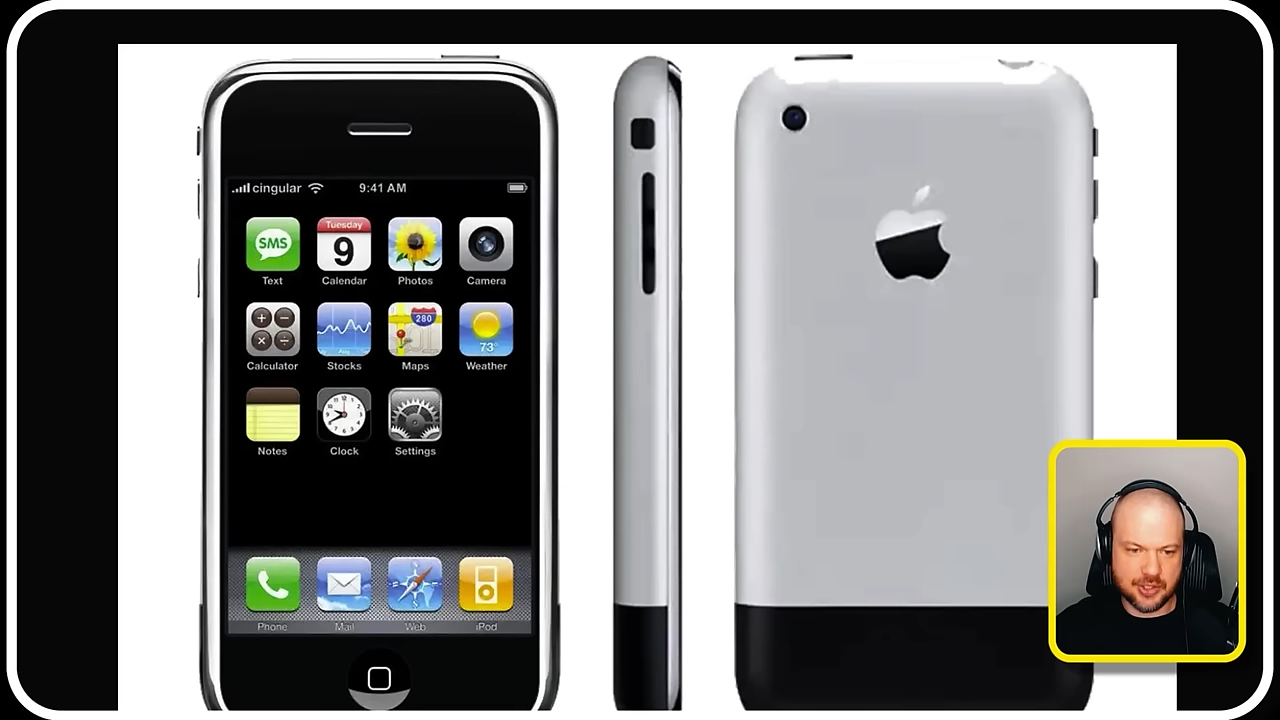 cingular 9:41 AM
SMS Tuesday 9
Text Calendar Photos Camera
280 73°
Calculator Stocks Maps Weather
Notes Clock Settings
Phone Mail Web iPod